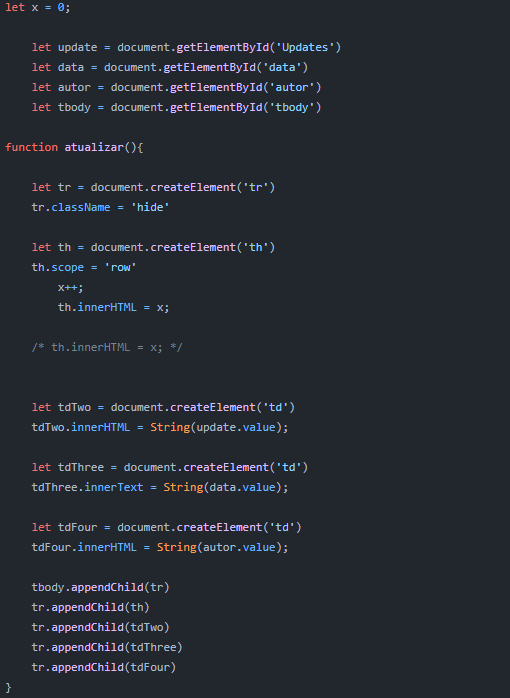 let x = 0;
let update = document.getElementById('Updates')
let data = document.getElementById('data')
let autor = document.getElementById('autor')
let tbody = document.getElementById('tbody')
function atualizar(){
let tr = document.createElement('tr')
tr.className = 'hide'
let th = document.createElement('th')
th.scope = 'row'
x++;
th.innerHTML = x;
/* th.innerHTML = x; */
let tdTwo = document.createElement('td')
tdTwo.innerHTML = String(update.value);
let tdThree = document.createElement('td')
tdThree.innerText = String(data.value);
let tdFour = document.createElement('td')
tdFour.innerHTML = String(autor.value);
tbody.appendChild(tr)
tr.appendChild(th)
tr.appendChild(tdTwo)
tr.appendChild(tdThree)
tr.appendChild(tdFour)
}